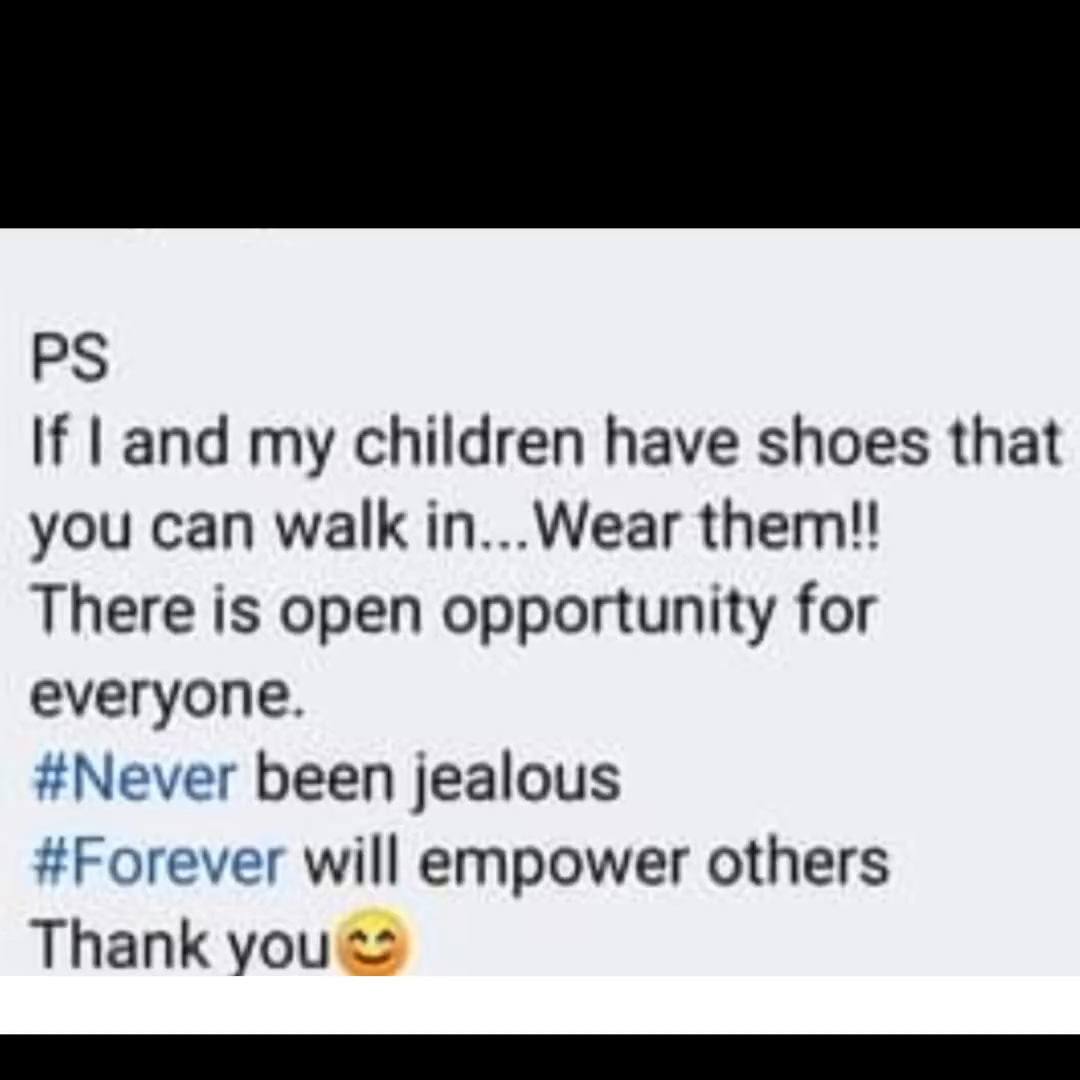 PS
If I and my children have shoes that
you can walk in...Wear them!!
There is open opportunity for
everyone.
#Never been jealous
#Forever will empower others
Thank you😊